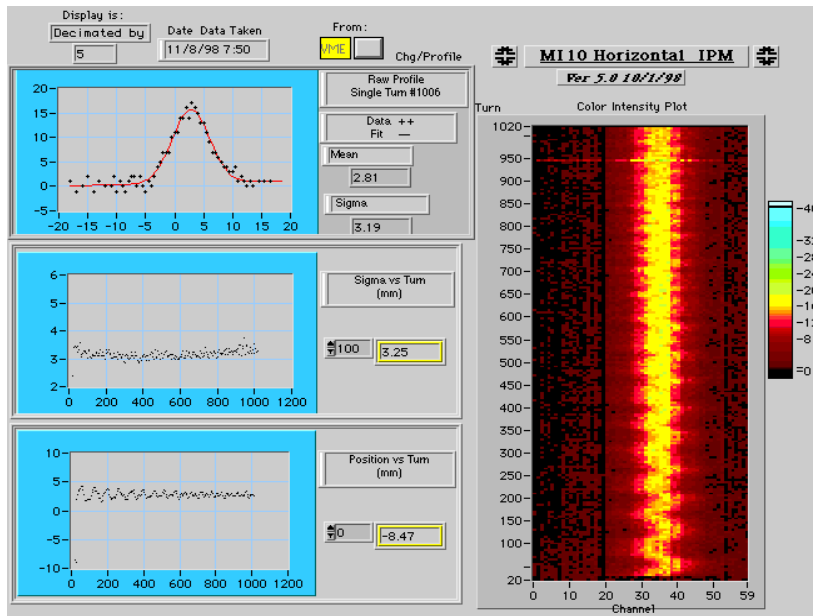 Display is:
Decimated by
5
Date Data Taken
11/8/98 7:50
From:
VME
Chg/Profile
MI10 Horizontal IPM
Ver 5.0 10/1/98
Raw Profile
Single Turn #1006
Data ++
Fit —
Mean
2.81
Sigma
3.19
20
15
10
5
0
-5
-20 -15 -10 -5 0 5 10 15 20
Sigma vs Turn
(mm)
100
3.25
6
5
4
3
2
0 200 400 600 800 1000 1200
Position vs Turn
(mm)
0
-8.47
10
5
0
-5
-10
0 200 400 600 800 1000 1200
Turn
Color Intensity Plot
1020
950
900
850
800
750
700
650
600
550
500
450
400
350
300
250
200
150
100
20
0 10 20 30 40 50 59
Channel
-40
-32
-28
-24
-20
-16
-12
-8
=0